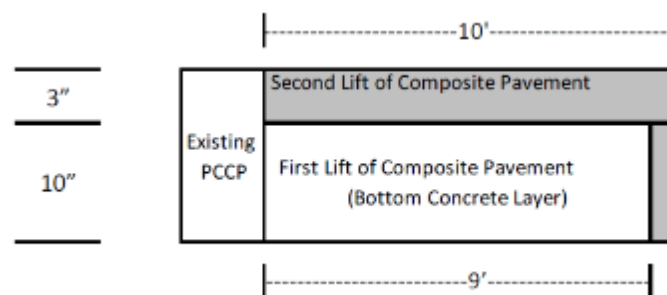 10'
3"
Second Lift of Composite Pavement
Existing
PCCP
10"
First Lift of Composite Pavement
(Bottom Concrete Layer)
9'